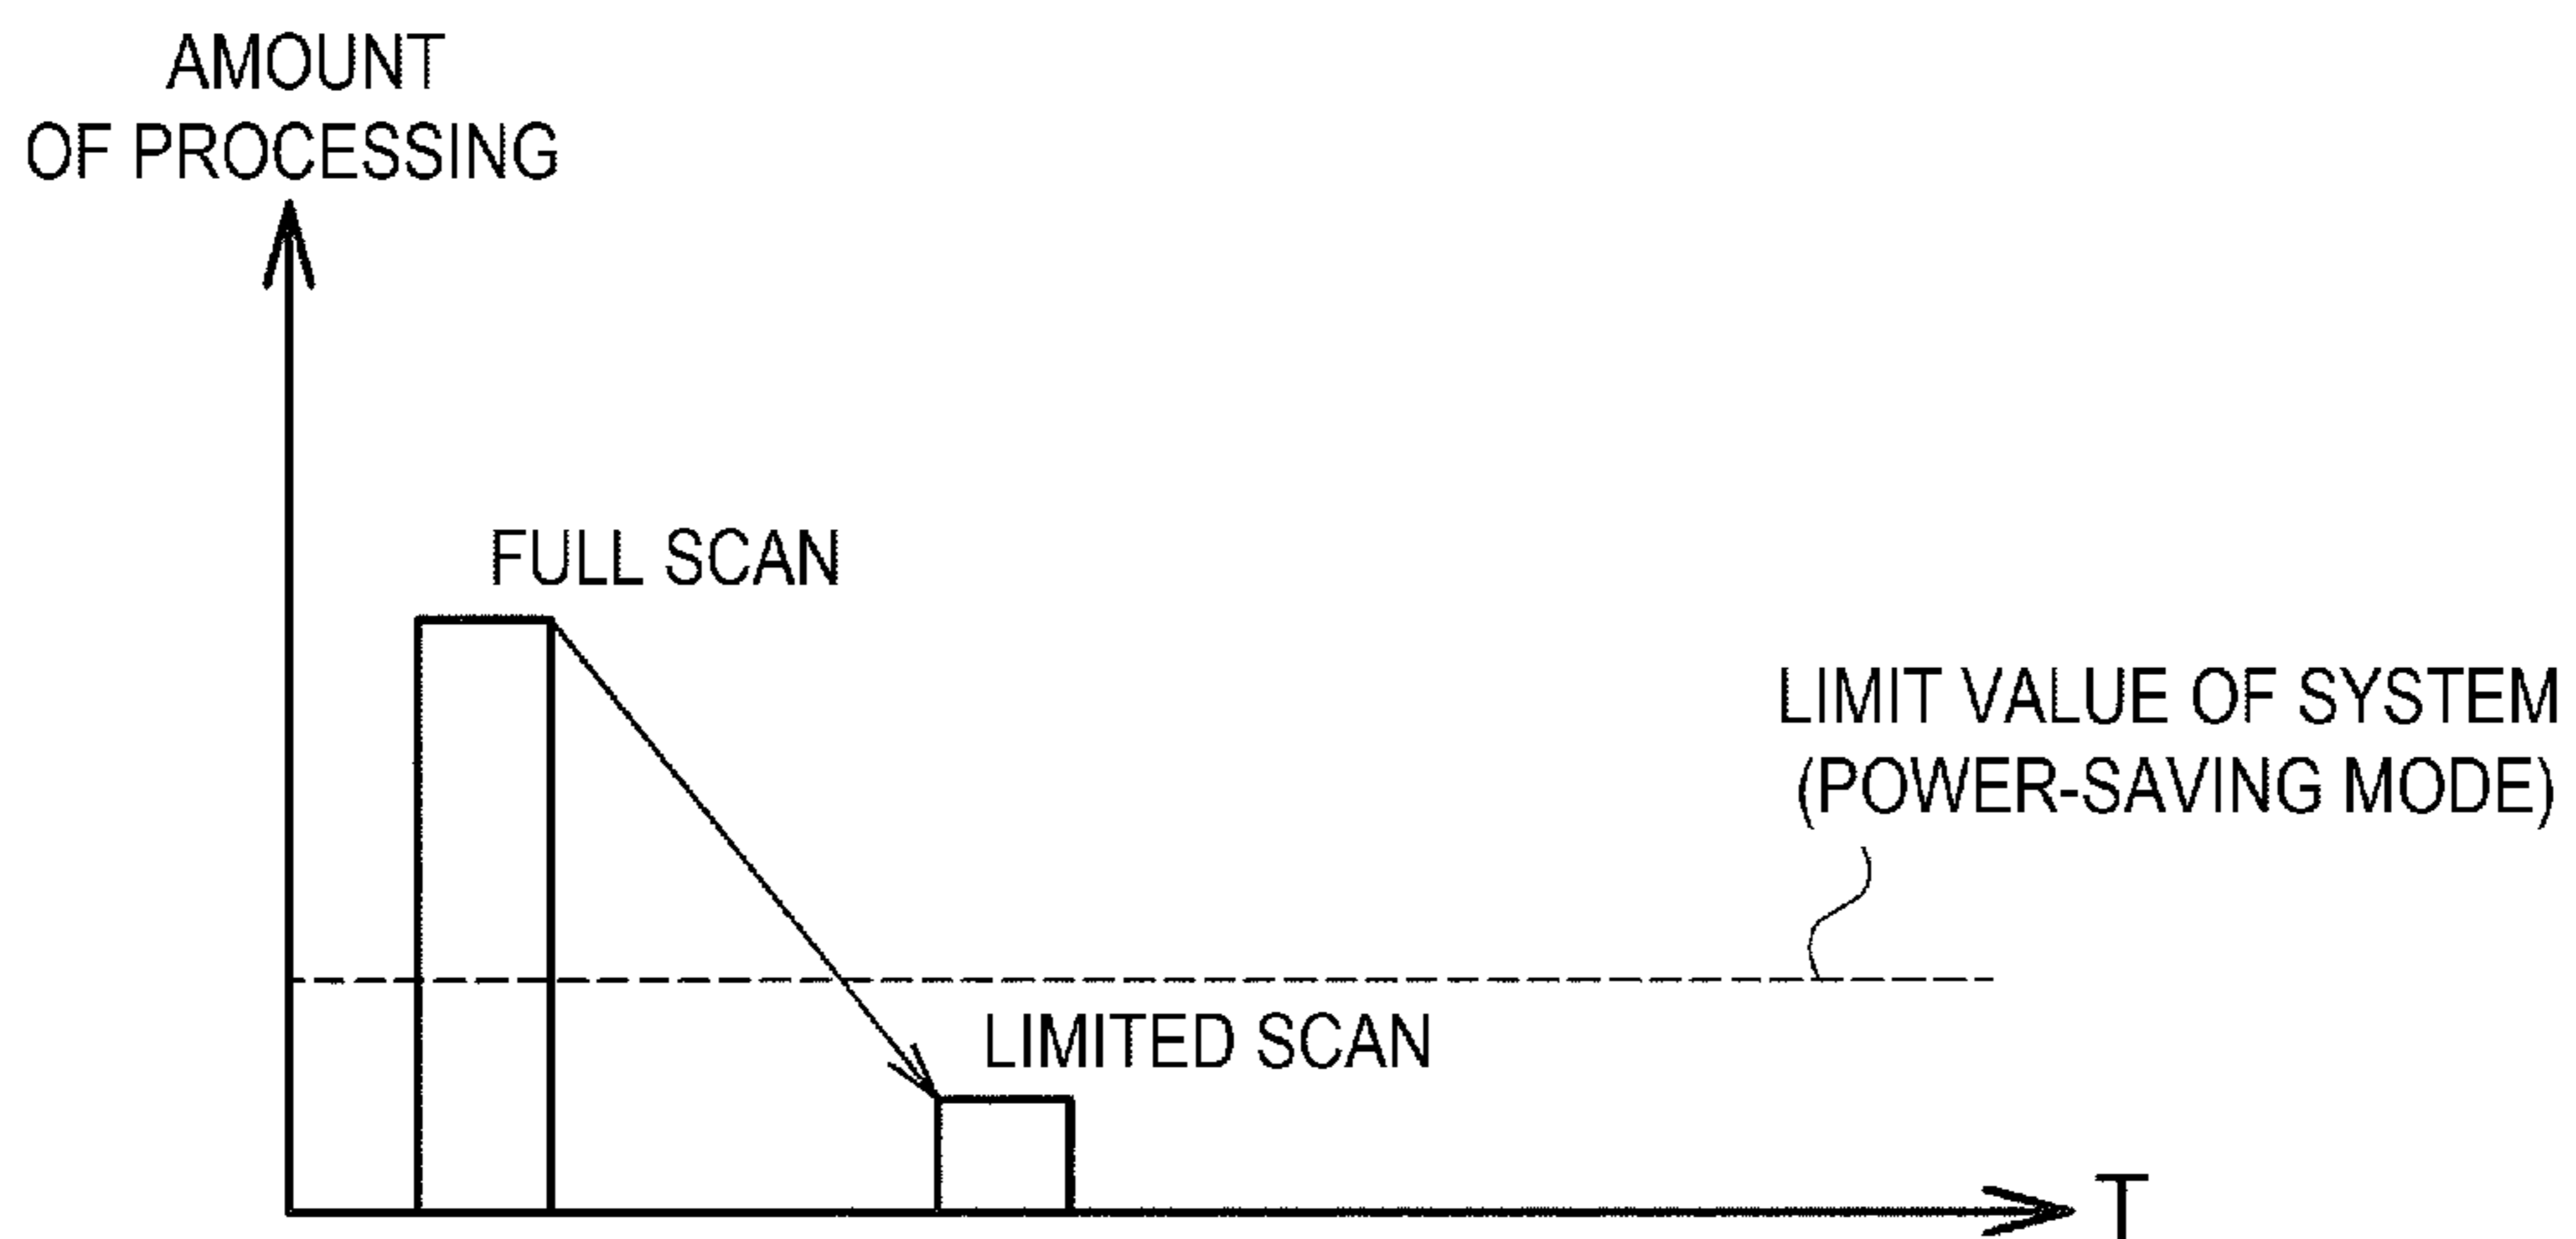 AMOUNT
OF PROCESSING
FULL SCAN
LIMIT VALUE OF SYSTEM
(POWER-SAVING MODE)
LIMITED SCAN
T